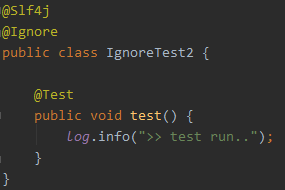 @Slf4j
@Ignore
public class IgnoreTest2 {
@Test
public void test() {
log.info(">> test run..");
}
}